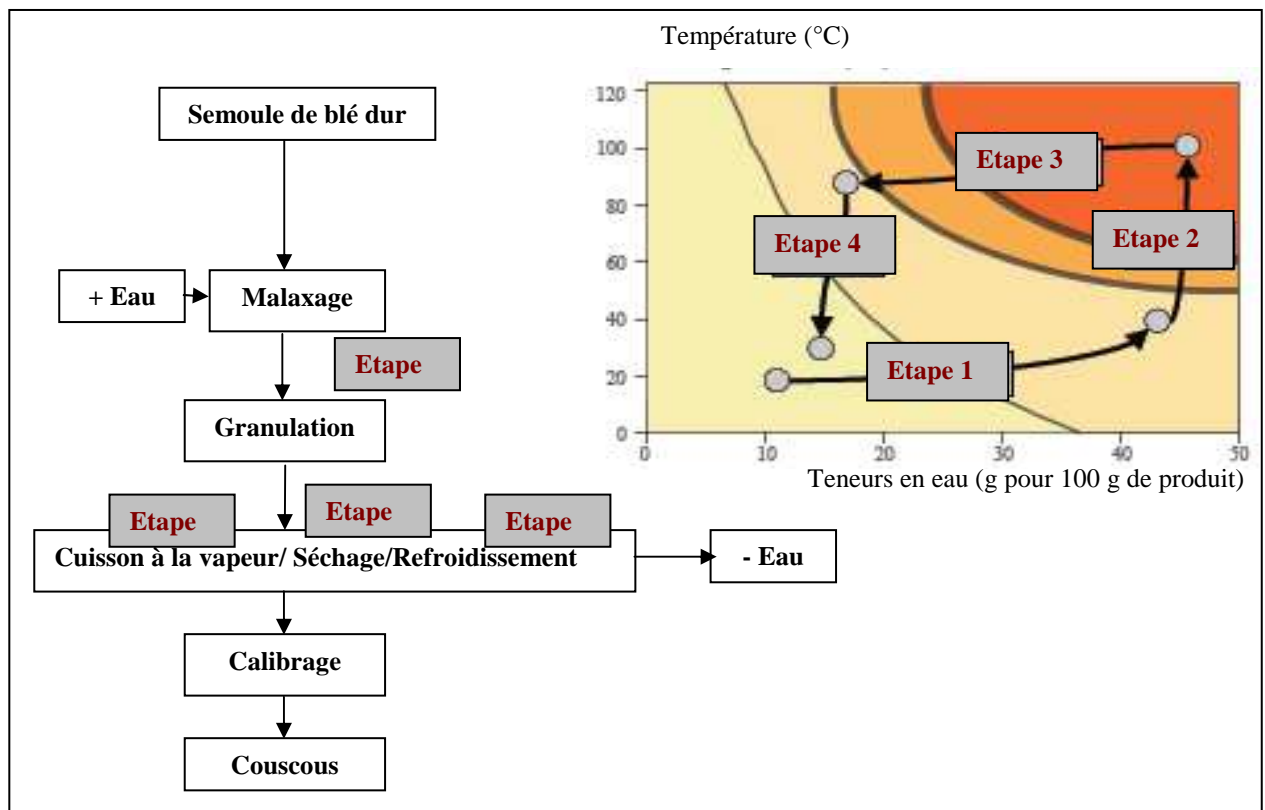 Température (°C)
Semoule de blé dur
+ Eau
Malaxage
Etape
Granulation
Etape
Etape
Etape
Cuisson à la vapeur/ Séchage/Refroidissement
- Eau
Calibrage
Couscous
120
100
80
60
40
20
0
Etape 3
Etape 4
Etape 2
Etape 1
0 10 20 30 40 50
Teneurs en eau (g pour 100 g de produit)